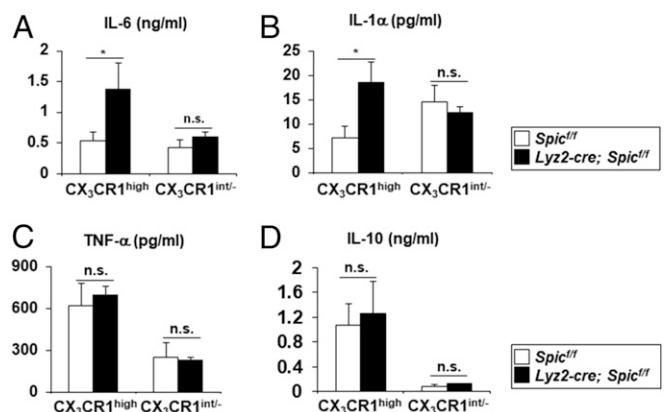 A
IL-6 (ng/ml)
2
1.5
1
0.5
0
*
n.s.
CX₃CR1ʰⁱᵍʰ CX₃CR1ⁱⁿᵗ/⁻
B
IL-1α (pg/ml)
25
20
15
10
5
0
*
n.s.
CX₃CR1ʰⁱᵍʰ CX₃CR1ⁱⁿᵗ/⁻
Spicᶠ/ᶠ
Lyz2-cre; Spicᶠ/ᶠ
C
TNF-α (pg/ml)
900
600
300
0
n.s.
n.s.
CX₃CR1ʰⁱᵍʰ CX₃CR1ⁱⁿᵗ/⁻
D
IL-10 (ng/ml)
2
1.6
1.2
0.8
0.4
0
n.s.
n.s.
CX₃CR1ʰⁱᵍʰ CX₃CR1ⁱⁿᵗ/⁻
Spicᶠ/ᶠ
Lyz2-cre; Spicᶠ/ᶠ